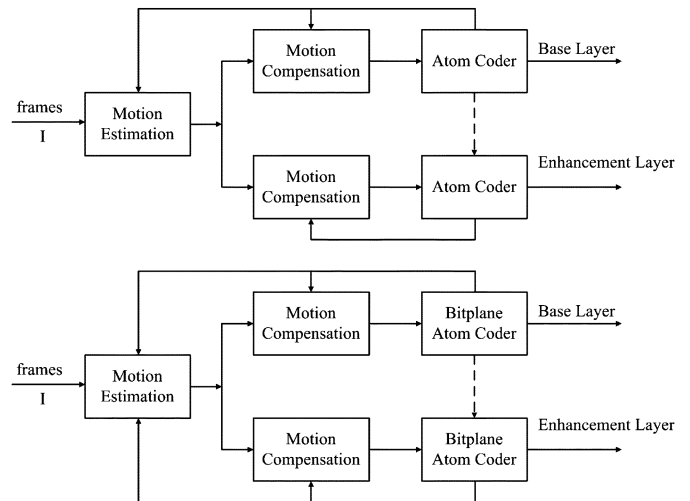 Motion
Compensation
Atom Coder
Base Layer
frames
I
Motion
Estimation
Motion
Compensation
Atom Coder
Enhancement Layer
Motion
Compensation
Bitplane
Atom Coder
Base Layer
frames
I
Motion
Estimation
Motion
Compensation
Bitplane
Atom Coder
Enhancement Layer